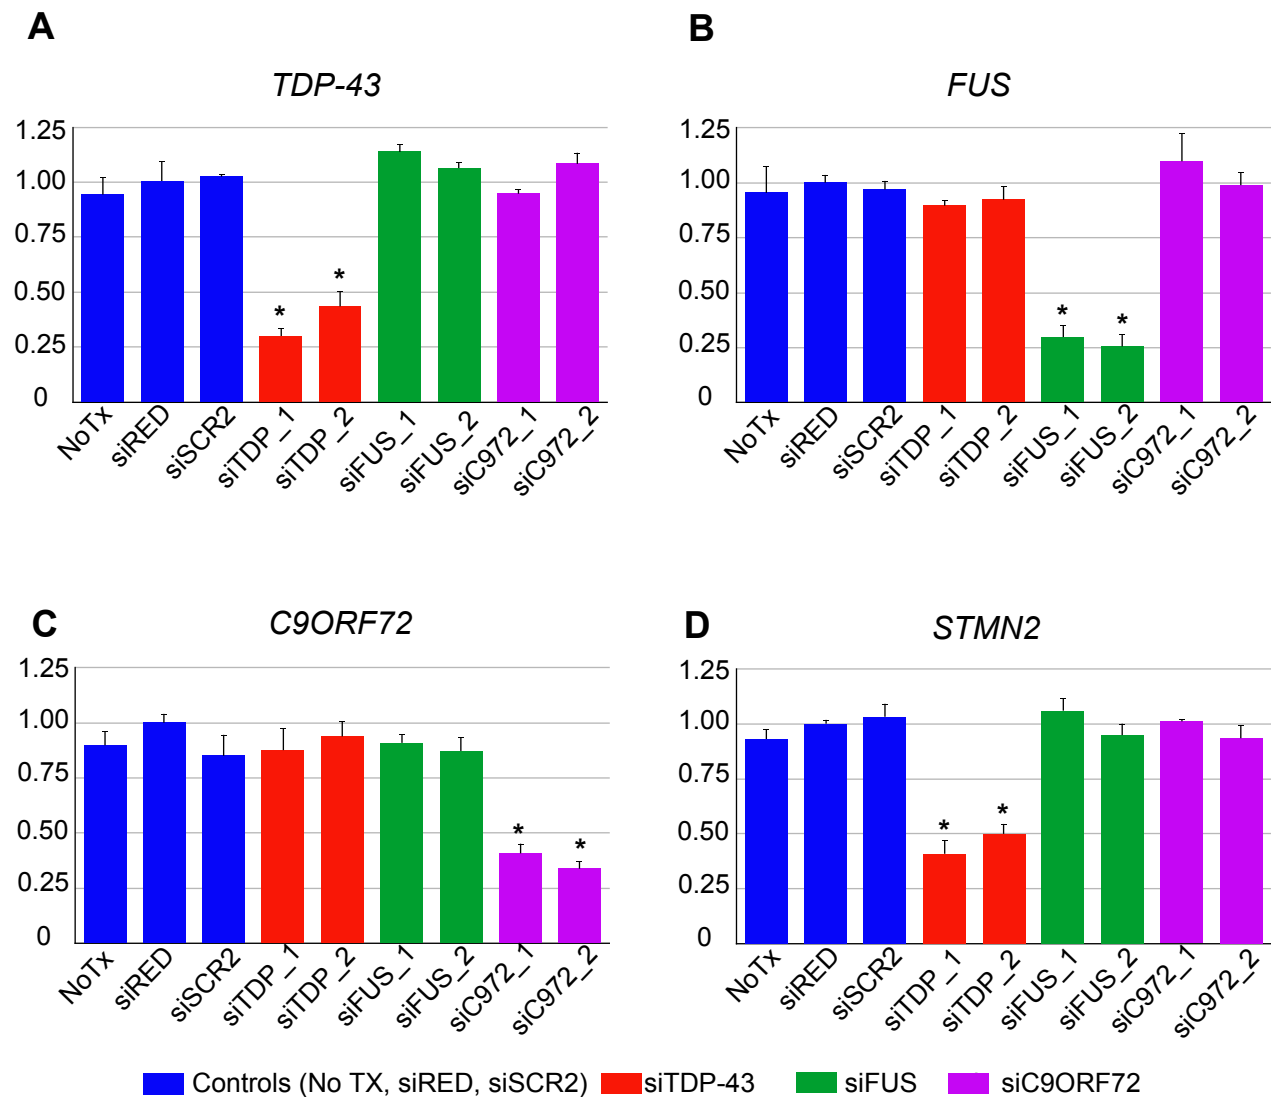 A
TDP-43
1.25
1.00
0.75
0.50
0.25
0
* *
NoTx siRED siSCR2 siTDP_1 siTDP_2 siFUS_1 siFUS_2 siC972_1 siC972_2
B
FUS
1.25
1.00
0.75
0.50
0.25
0
* *
NoTx siRED siSCR2 siTDP_1 siTDP_2 siFUS_1 siFUS_2 siC972_1 siC972_2
C
C9ORF72
1.25
1.00
0.75
0.50
0.25
0
* *
NoTx siRED siSCR2 siTDP_1 siTDP_2 siFUS_1 siFUS_2 siC972_1 siC972_2
D
STMN2
1.25
1.00
0.75
0.50
0.25
0
* *
NoTx siRED siSCR2 siTDP_1 siTDP_2 siFUS_1 siFUS_2 siC972_1 siC972_2
Controls (No TX, siRED, siSCR2) siTDP-43 siFUS siC9ORF72